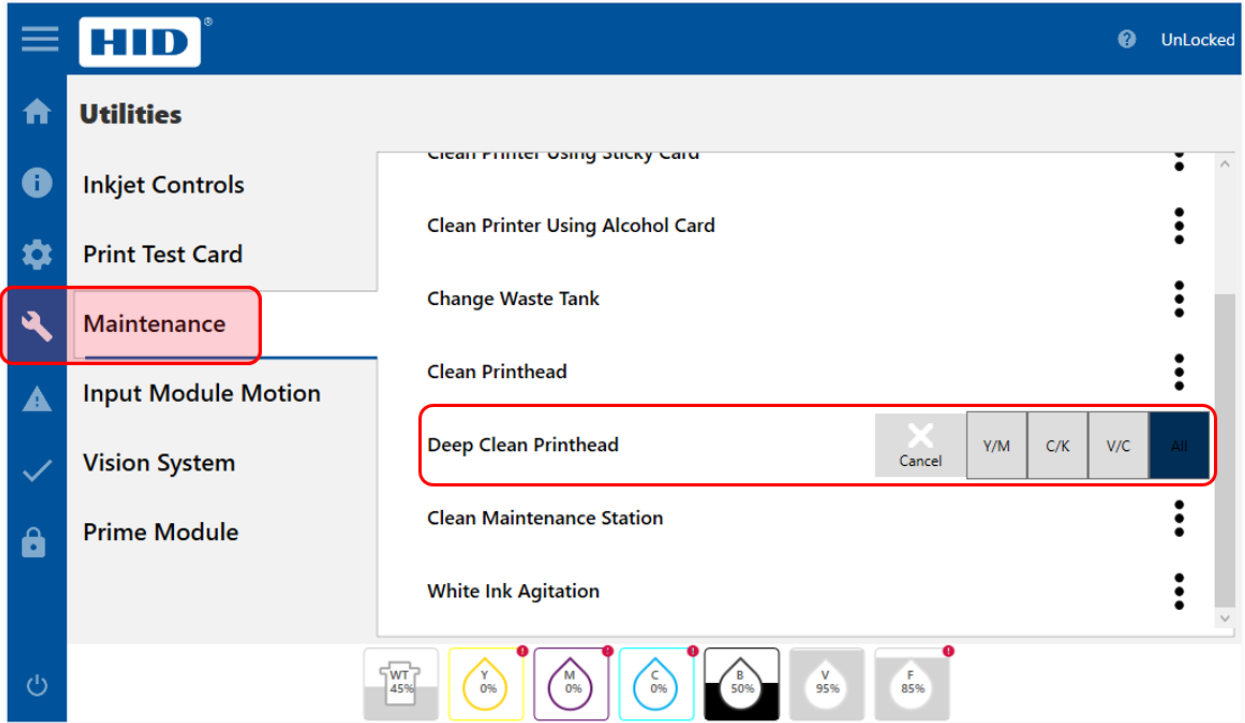 HID®
UnLocked
Utilities
Inkjet Controls
Print Test Card
Maintenance
Input Module Motion
Vision System
Prime Module
Clean Printer Using Sticky Card
Clean Printer Using Alcohol Card
Change Waste Tank
Clean Printhead
Deep Clean Printhead
Cancel
Y/M
C/K
V/C
All
Clean Maintenance Station
White Ink Agitation
WT
45%
Y
0%
M
0%
C
0%
B
50%
V
95%
F
85%